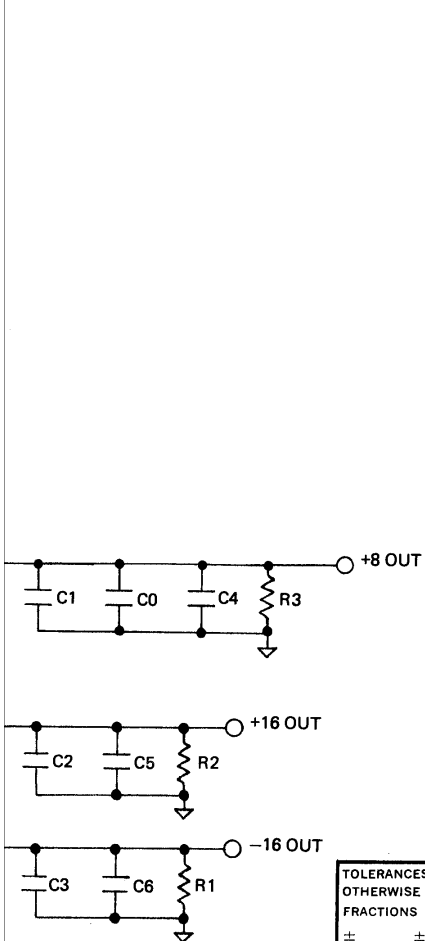 +8 OUT
C1 C0 C4 R3
+16 OUT
C2 C5 R2
−16 OUT
C3 C6 R1
TOLERANCES
OTHERWISE
FRACTIONS
± ±